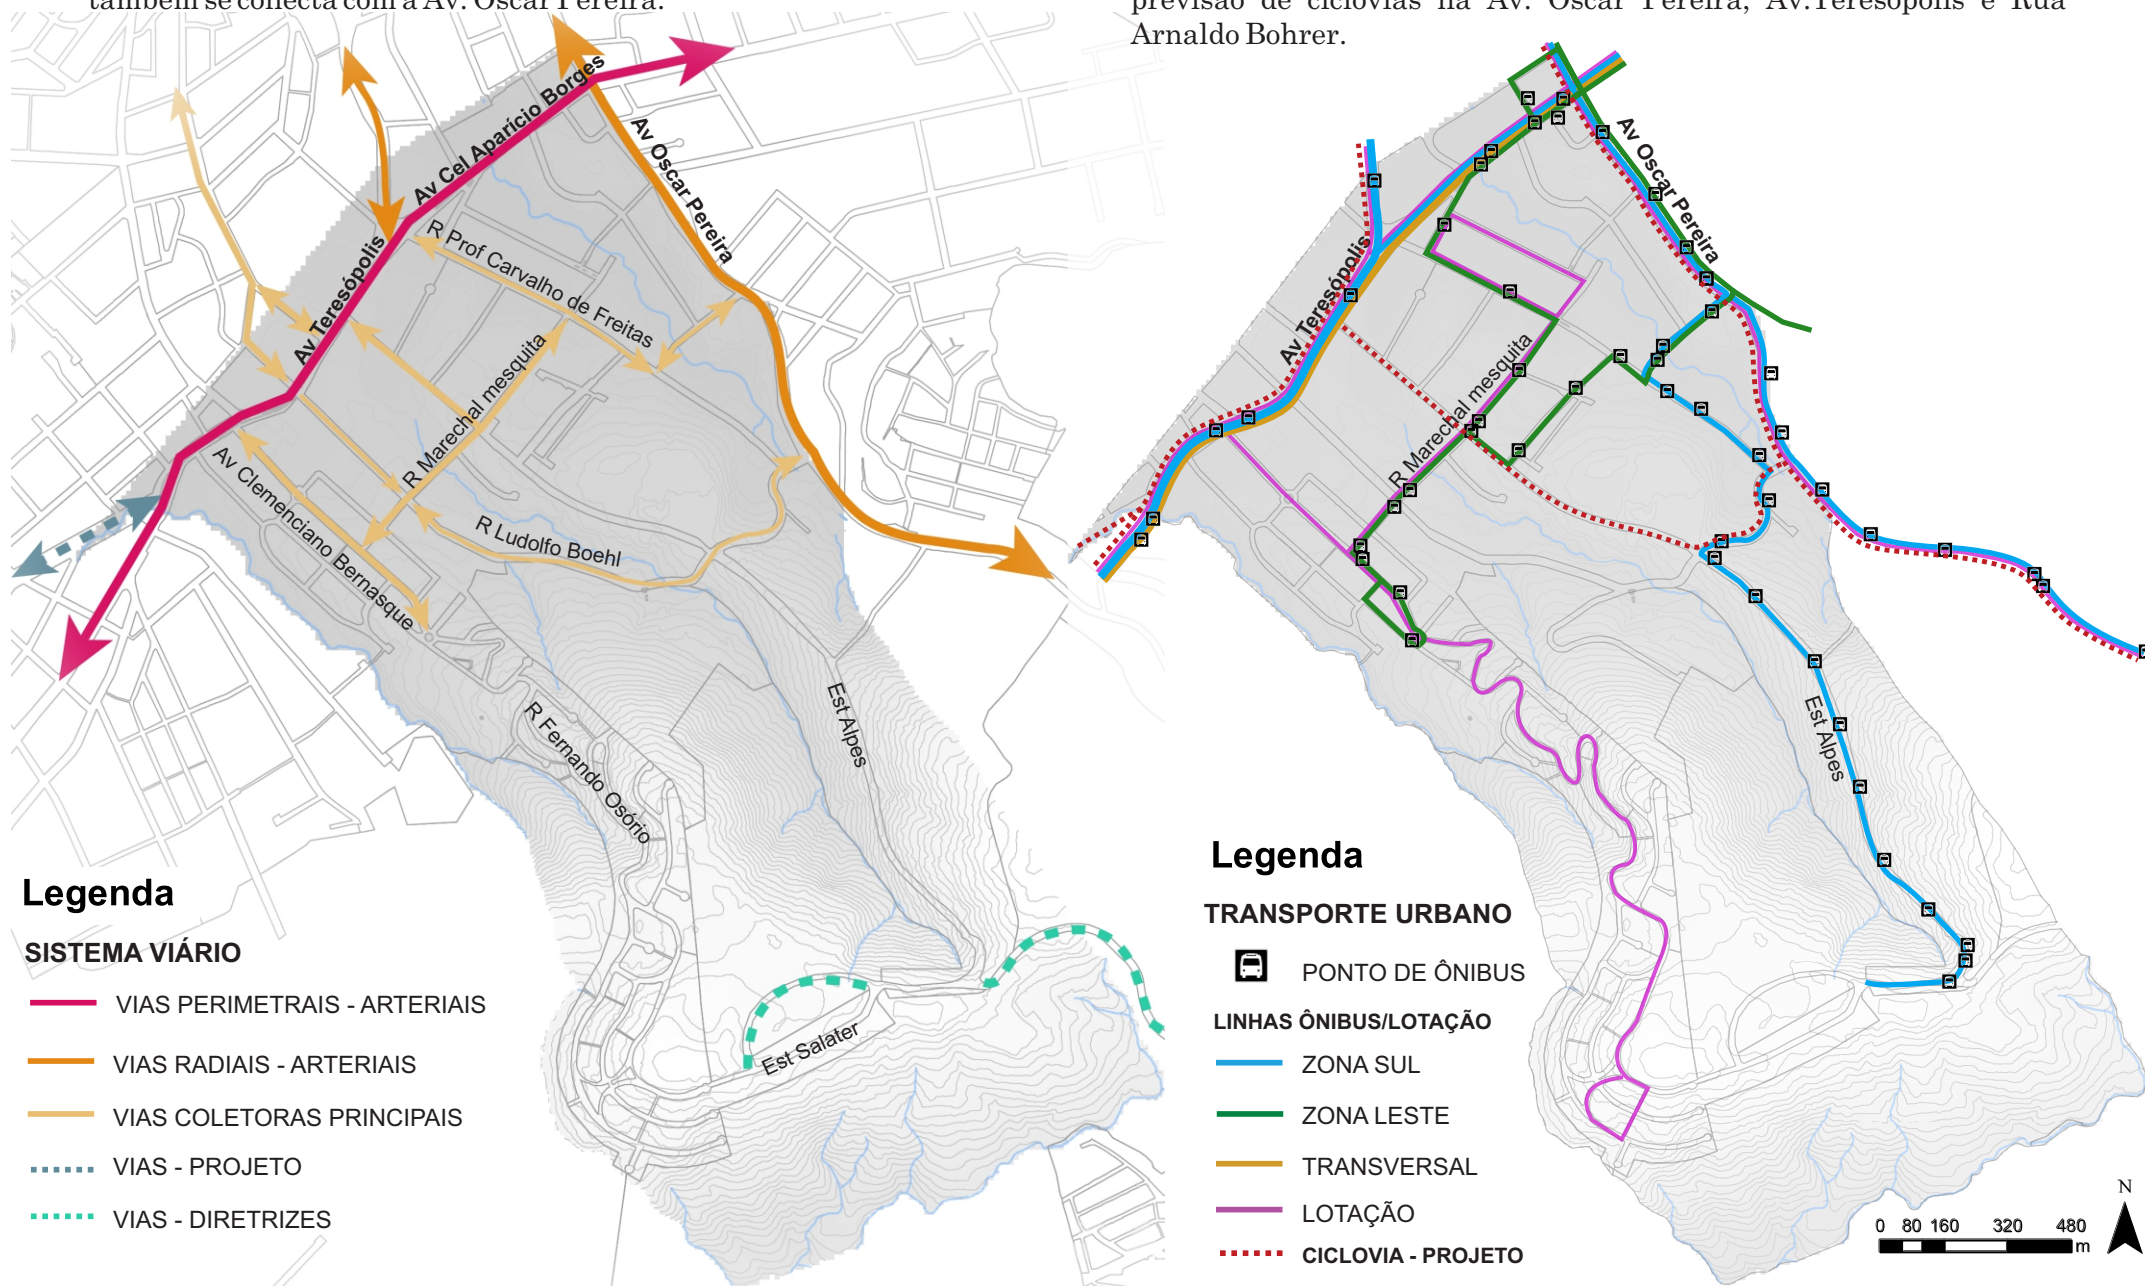 também se conecta com a Av. Oscar Pereira.
previsão de ciclovias na Av. Oscar Pereira, Av.Teresópolis e Rua
Arnaldo Bohrer.
Av Cel Aparício Borges
Av Oscar Pereira
Av Teresópolis
R Prof Carvalho de Freitas
R Marechal mesquita
Av Clemenciano Bernasque
R Ludolfo Boehl
R Fernando Osório
Est Alpes
Est Salater
Legenda
SISTEMA VIÁRIO
VIAS PERIMETRAIS - ARTERIAIS
VIAS RADIAIS - ARTERIAIS
VIAS COLETORAS PRINCIPAIS
VIAS - PROJETO
VIAS - DIRETRIZES
Av Oscar Pereira
Av Teresópolis
R Marechal mesquita
Est Alpes
Legenda
TRANSPORTE URBANO
PONTO DE ÔNIBUS
LINHAS ÔNIBUS/LOTAÇÃO
ZONA SUL
ZONA LESTE
TRANSVERSAL
LOTAÇÃO
CICLOVIA - PROJETO
N
0 80 160 320 480
m